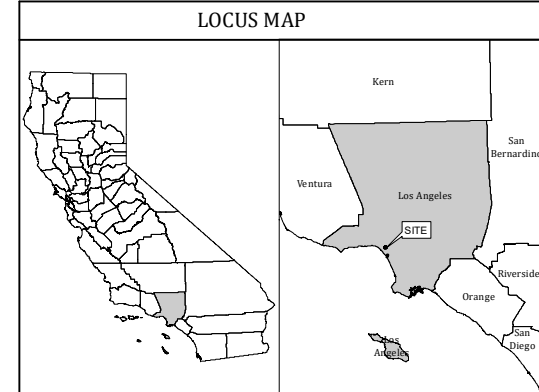 LOCUS MAP
Kern
San
Bernardino
Ventura
Los Angeles
SITE
Riverside
Orange
San
Diego
Los
Angeles